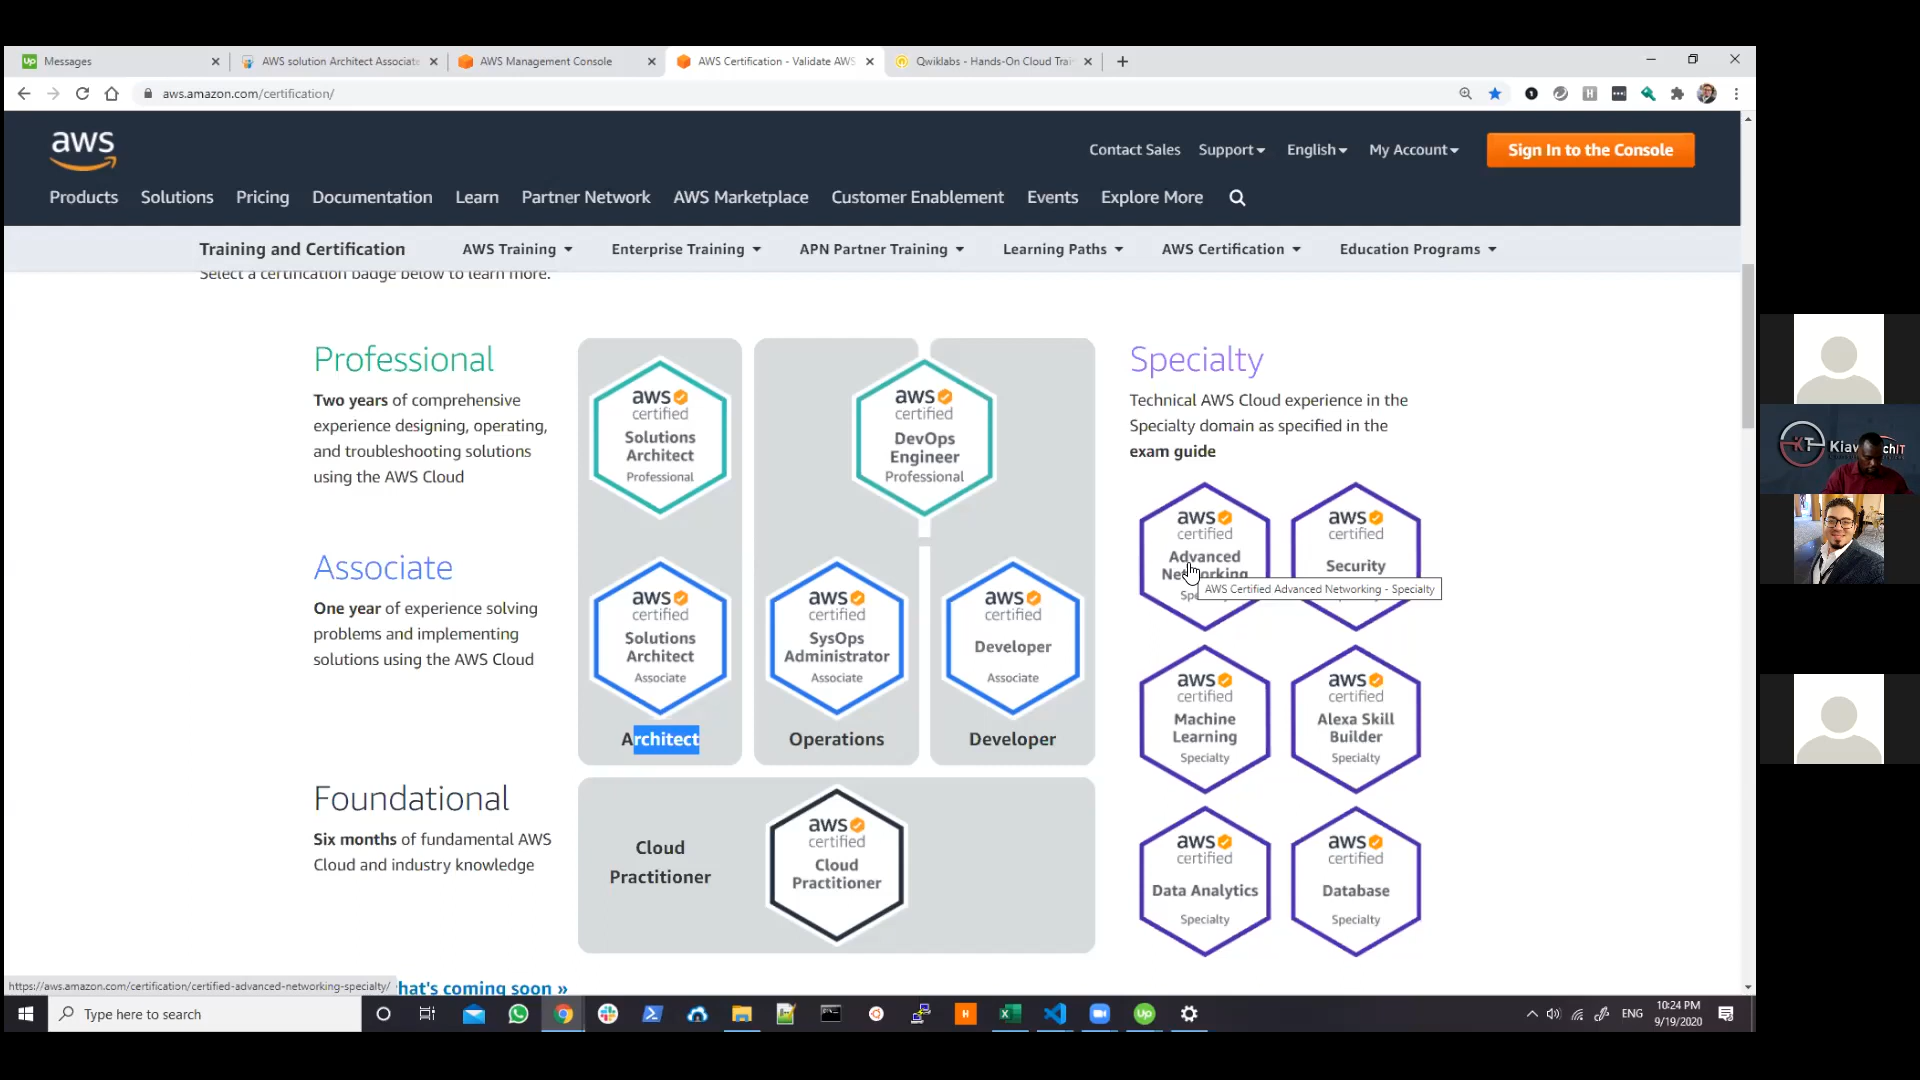 Up Messages
AWS solution Architect Associate
AWS Management Console
AWS Certification - Validate AWS
Qwiklabs - Hands-On Cloud Trai
aws.amazon.com/certification/
aws
Contact Sales
Support
English
My Account
Sign In to the Console
Products
Solutions
Pricing
Documentation
Learn
Partner Network
AWS Marketplace
Customer Enablement
Events
Explore More
Training and Certification
AWS Training
Enterprise Training
APN Partner Training
Learning Paths
AWS Certification
Education Programs
Select a certification badge below to learn more.
Professional
Two years of comprehensive
experience designing, operating,
and troubleshooting solutions
using the AWS Cloud
aws
certified
Solutions
Architect
Professional
aws
certified
DevOps
Engineer
Professional
Associate
One year of experience solving
problems and implementing
solutions using the AWS Cloud
aws
certified
Solutions
Architect
Associate
aws
certified
SysOps
Administrator
Associate
aws
certified
Developer
Associate
Architect
Operations
Developer
Foundational
Six months of fundamental AWS
Cloud and industry knowledge
Cloud
Practitioner
aws
certified
Cloud
Practitioner
Specialty
Technical AWS Cloud experience in the
Specialty domain as specified in the
exam guide
aws
certified
Advanced
Networking
aws
certified
Security
AWS Certified Advanced Networking - Specialty
aws
certified
Machine
Learning
Specialty
aws
certified
Alexa Skill
Builder
Specialty
aws
certified
Data Analytics
Specialty
aws
certified
Database
Specialty
https://aws.amazon.com/certification/certified-advanced-networking-specialty/
hat's coming soon »
Type here to search
ENG
10:24 PM
9/19/2020